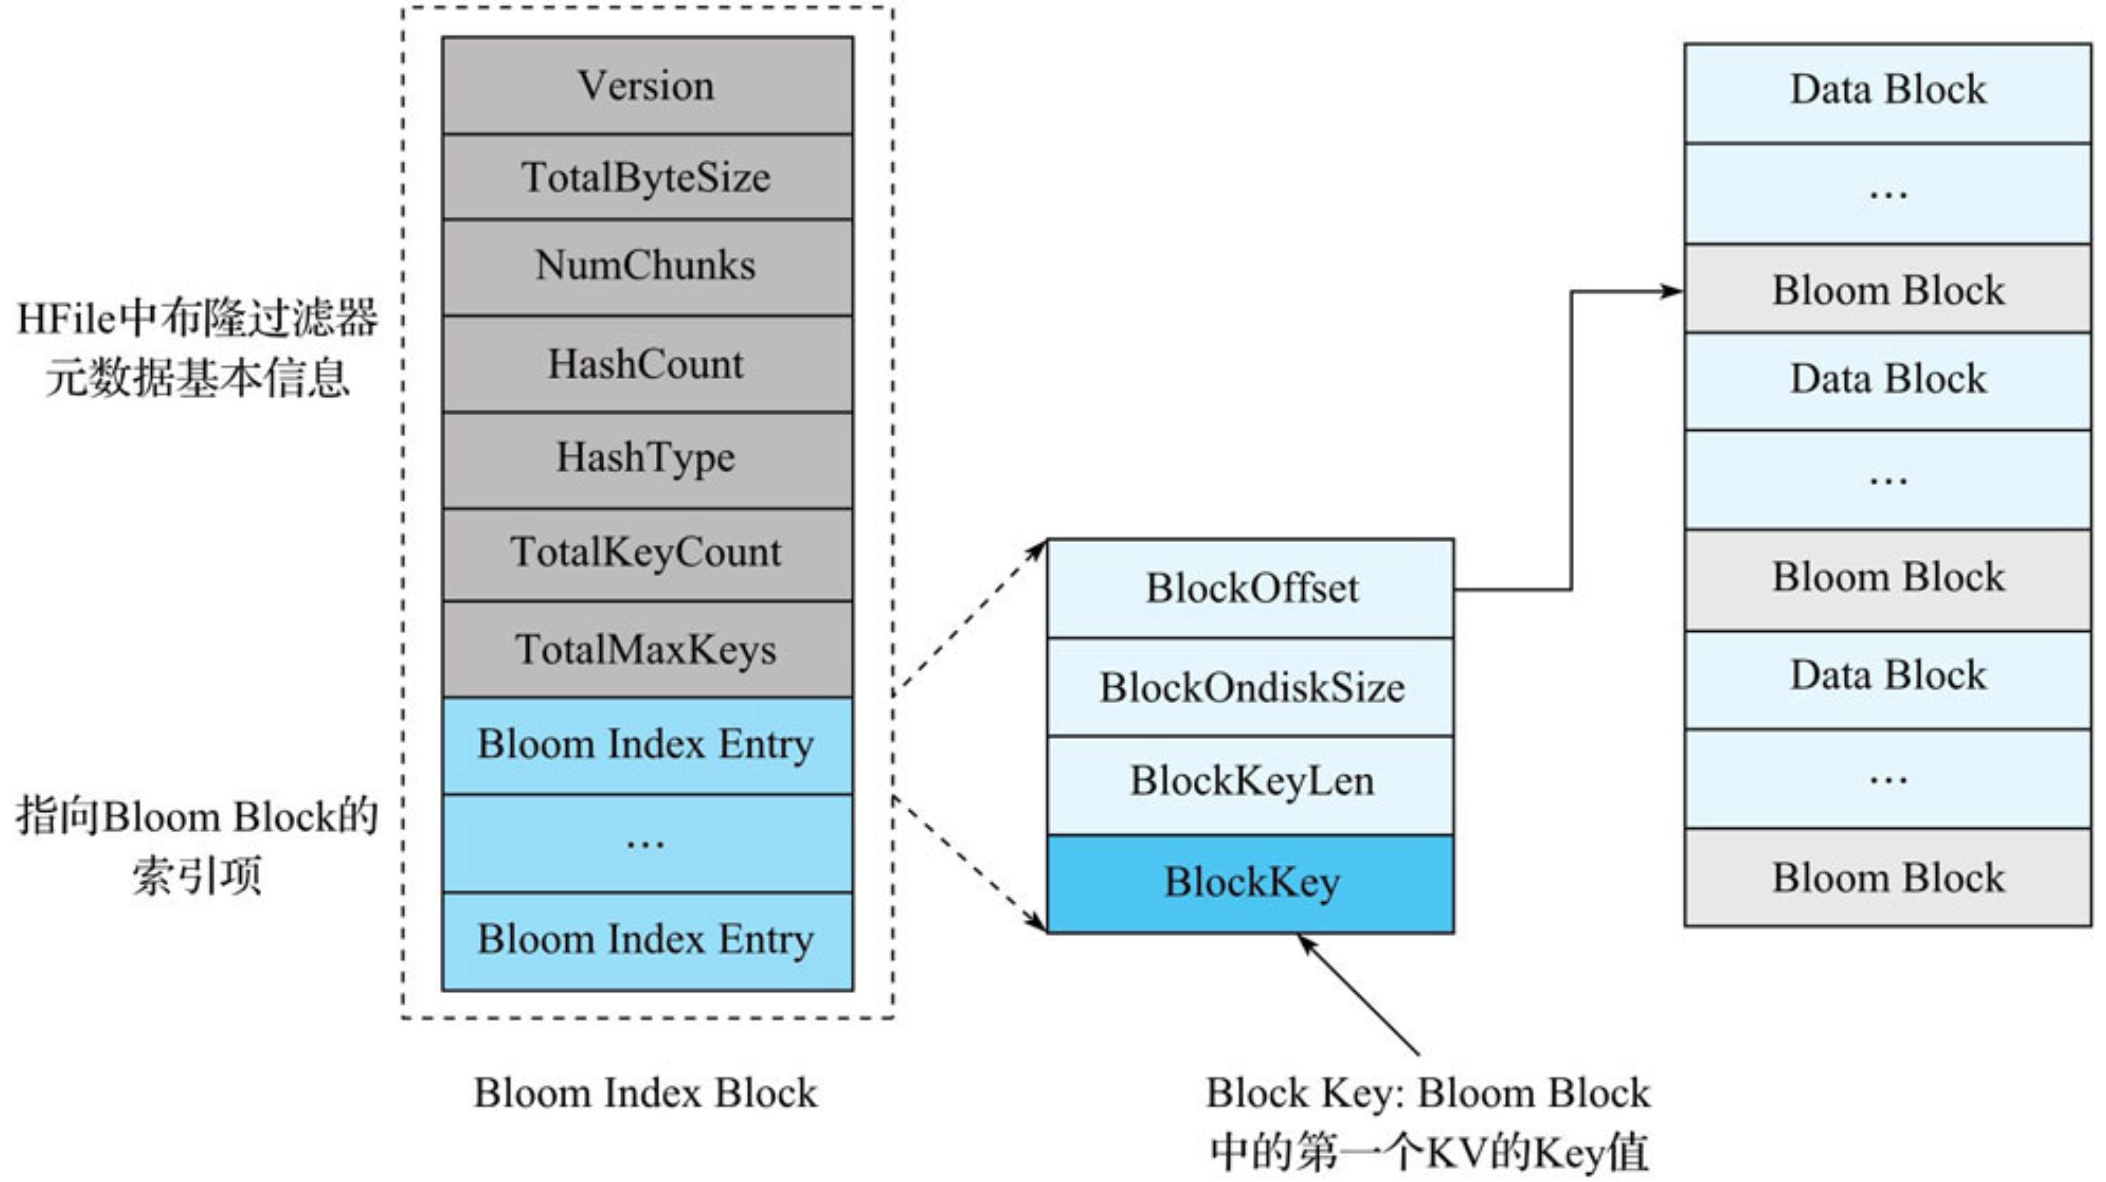 HFile中布隆过滤器
元数据基本信息
指向Bloom Block的
索引项
Version
TotalByteSize
NumChunks
HashCount
HashType
TotalKeyCount
TotalMaxKeys
Bloom Index Entry
...
Bloom Index Entry
Bloom Index Block
BlockOffset
BlockOndiskSize
BlockKeyLen
BlockKey
Block Key: Bloom Block
中的第一个KV的Key值
Data Block
...
Bloom Block
Data Block
...
Bloom Block
Data Block
...
Bloom Block